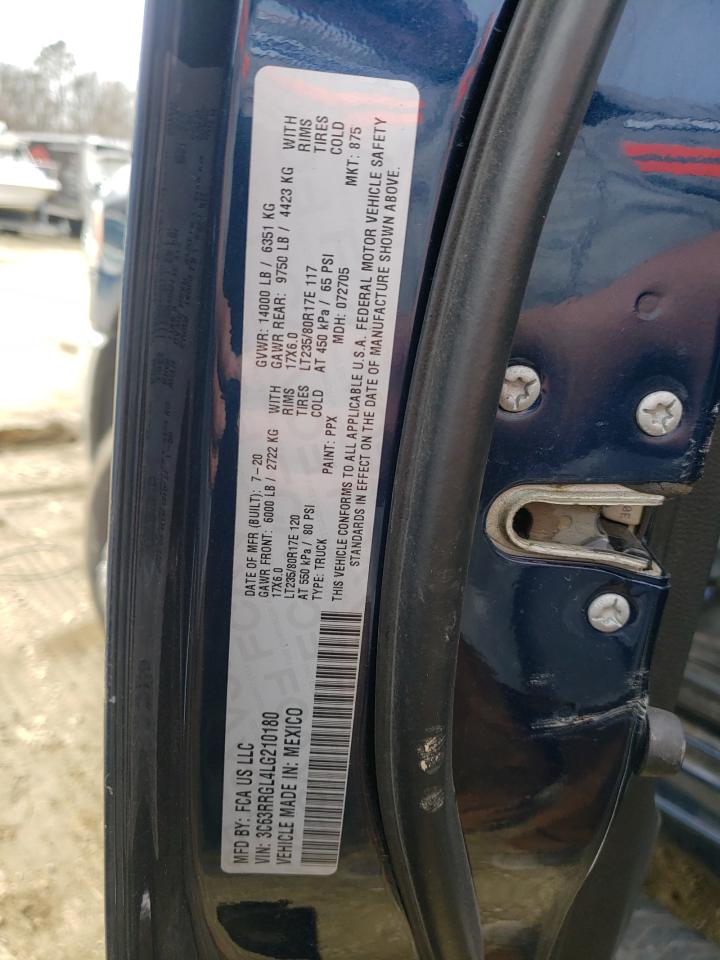 MFD BY: FCA US LLC
VIN: 3C63RRGL4LG210180
VEHICLE MADE IN: MEXICO
DATE OF MFR (BUILT): 7-20
GAWR FRONT: 6000 LB / 2722 KG WITH
17X6.0 RIMS
LT235/80R17E 120 TIRES
AT 550 kPa / 80 PSI COLD
TYPE: TRUCK PAINT: PPX
GVWR: 14000 LB / 6351 KG
GAWR REAR: 9750 LB / 4423 KG WITH
17X6.0 RIMS
LT235/80R17E 117 TIRES
AT 450 kPa / 65 PSI COLD
MDH: 072705 MKT: 875
THIS VEHICLE CONFORMS TO ALL APPLICABLE U.S.A. FEDERAL MOTOR VEHICLE SAFETY
STANDARDS IN EFFECT ON THE DATE OF MANUFACTURE SHOWN ABOVE.
30